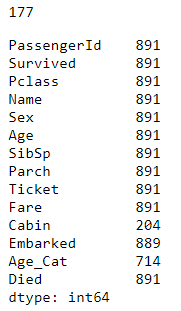 177
PassengerId    891
Survived       891
Pclass         891
Name           891
Sex            891
Age            891
SibSp          891
Parch          891
Ticket         891
Fare           891
Cabin          204
Embarked       889
Age_Cat        714
Died           891
dtype: int64